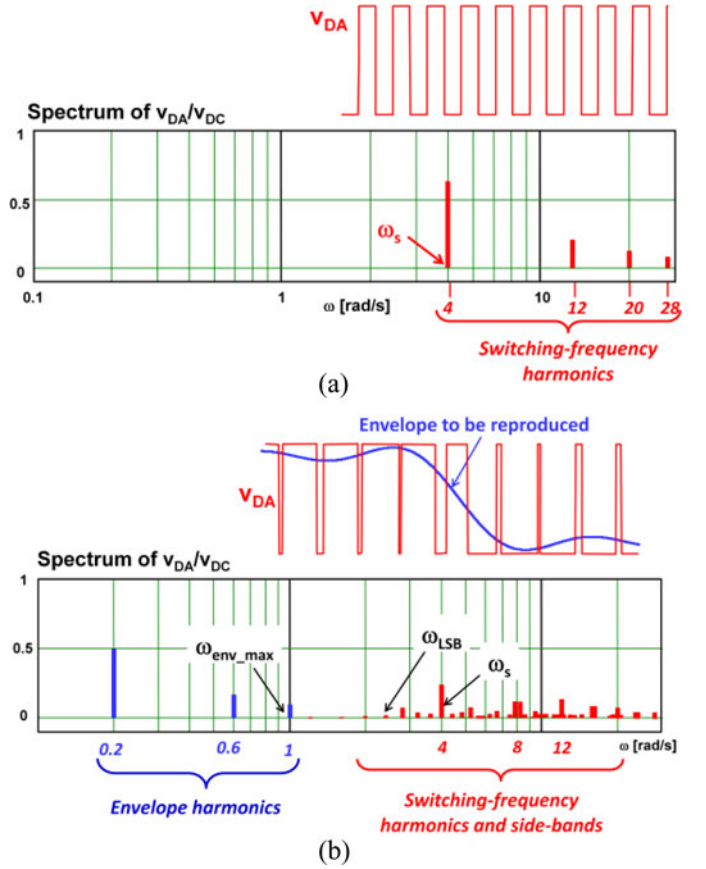 vDA
Spectrum of vDA/vDC
1
0.5
0
ωs
0.1
1
ω [rad/s]
10
4
12
20
28
Switching-frequency
harmonics
(a)
Envelope to be reproduced
vDA
Spectrum of vDA/vDC
1
0.5
0
ωenv_max
ωLSB
ωs
0.2
0.6
1
4
8
12
ω [rad/s]
Envelope harmonics
Switching-frequency
harmonics and side-bands
(b)